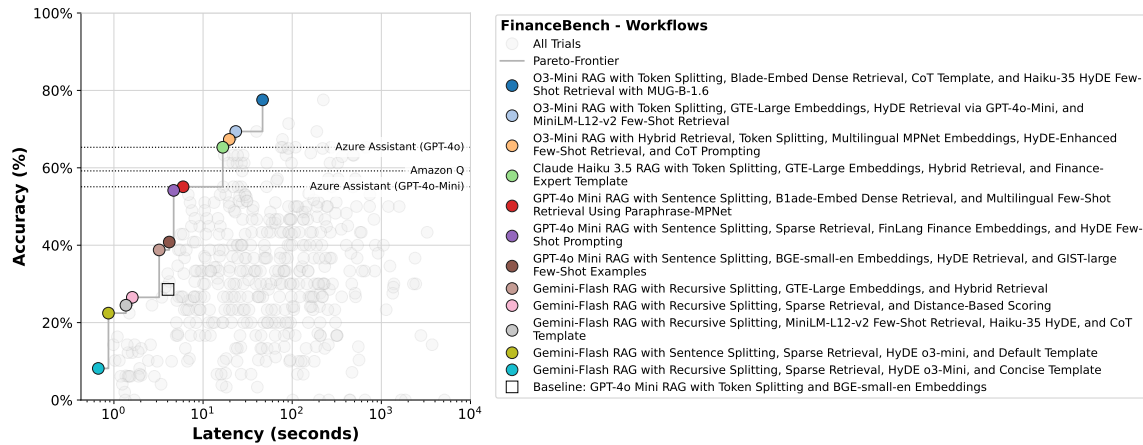 100%
80%
60%
40%
20%
0%
Accuracy (%)
10⁰
10¹
10²
10³
10⁴
Latency (seconds)
Azure Assistant (GPT-4o)
Amazon Q
Azure Assistant (GPT-4o-Mini)
FinanceBench - Workflows
All Trials
Pareto-Frontier
O3-Mini RAG with Token Splitting, Blade-Embed Dense Retrieval, CoT Template, and Haiku-35 HyDE Few-
Shot Retrieval with MUG-B-1.6
O3-Mini RAG with Token Splitting, GTE-Large Embeddings, HyDE Retrieval via GPT-4o-Mini, and
MiniLM-L12-v2 Few-Shot Retrieval
O3-Mini RAG with Hybrid Retrieval, Token Splitting, Multilingual MPNet Embeddings, HyDE-Enhanced
Few-Shot Retrieval, and CoT Prompting
Claude Haiku 3.5 RAG with Token Splitting, GTE-Large Embeddings, Hybrid Retrieval, and Finance-
Expert Template
GPT-4o Mini RAG with Sentence Splitting, B1ade-Embed Dense Retrieval, and Multilingual Few-Shot
Retrieval Using Paraphrase-MPNet
GPT-4o Mini RAG with Sentence Splitting, Sparse Retrieval, FinLang Finance Embeddings, and HyDE Few-
Shot Prompting
GPT-4o Mini RAG with Sentence Splitting, BGE-small-en Embeddings, HyDE Retrieval, and GIST-large
Few-Shot Examples
Gemini-Flash RAG with Recursive Splitting, GTE-Large Embeddings, and Hybrid Retrieval
Gemini-Flash RAG with Recursive Splitting, Sparse Retrieval, and Distance-Based Scoring
Gemini-Flash RAG with Recursive Splitting, MiniLM-L12-v2 Few-Shot Retrieval, Haiku-35 HyDE, and CoT
Template
Gemini-Flash RAG with Sentence Splitting, Sparse Retrieval, HyDE o3-mini, and Default Template
Gemini-Flash RAG with Recursive Splitting, Sparse Retrieval, HyDE o3-Mini, and Concise Template
Baseline: GPT-4o Mini RAG with Token Splitting and BGE-small-en Embeddings